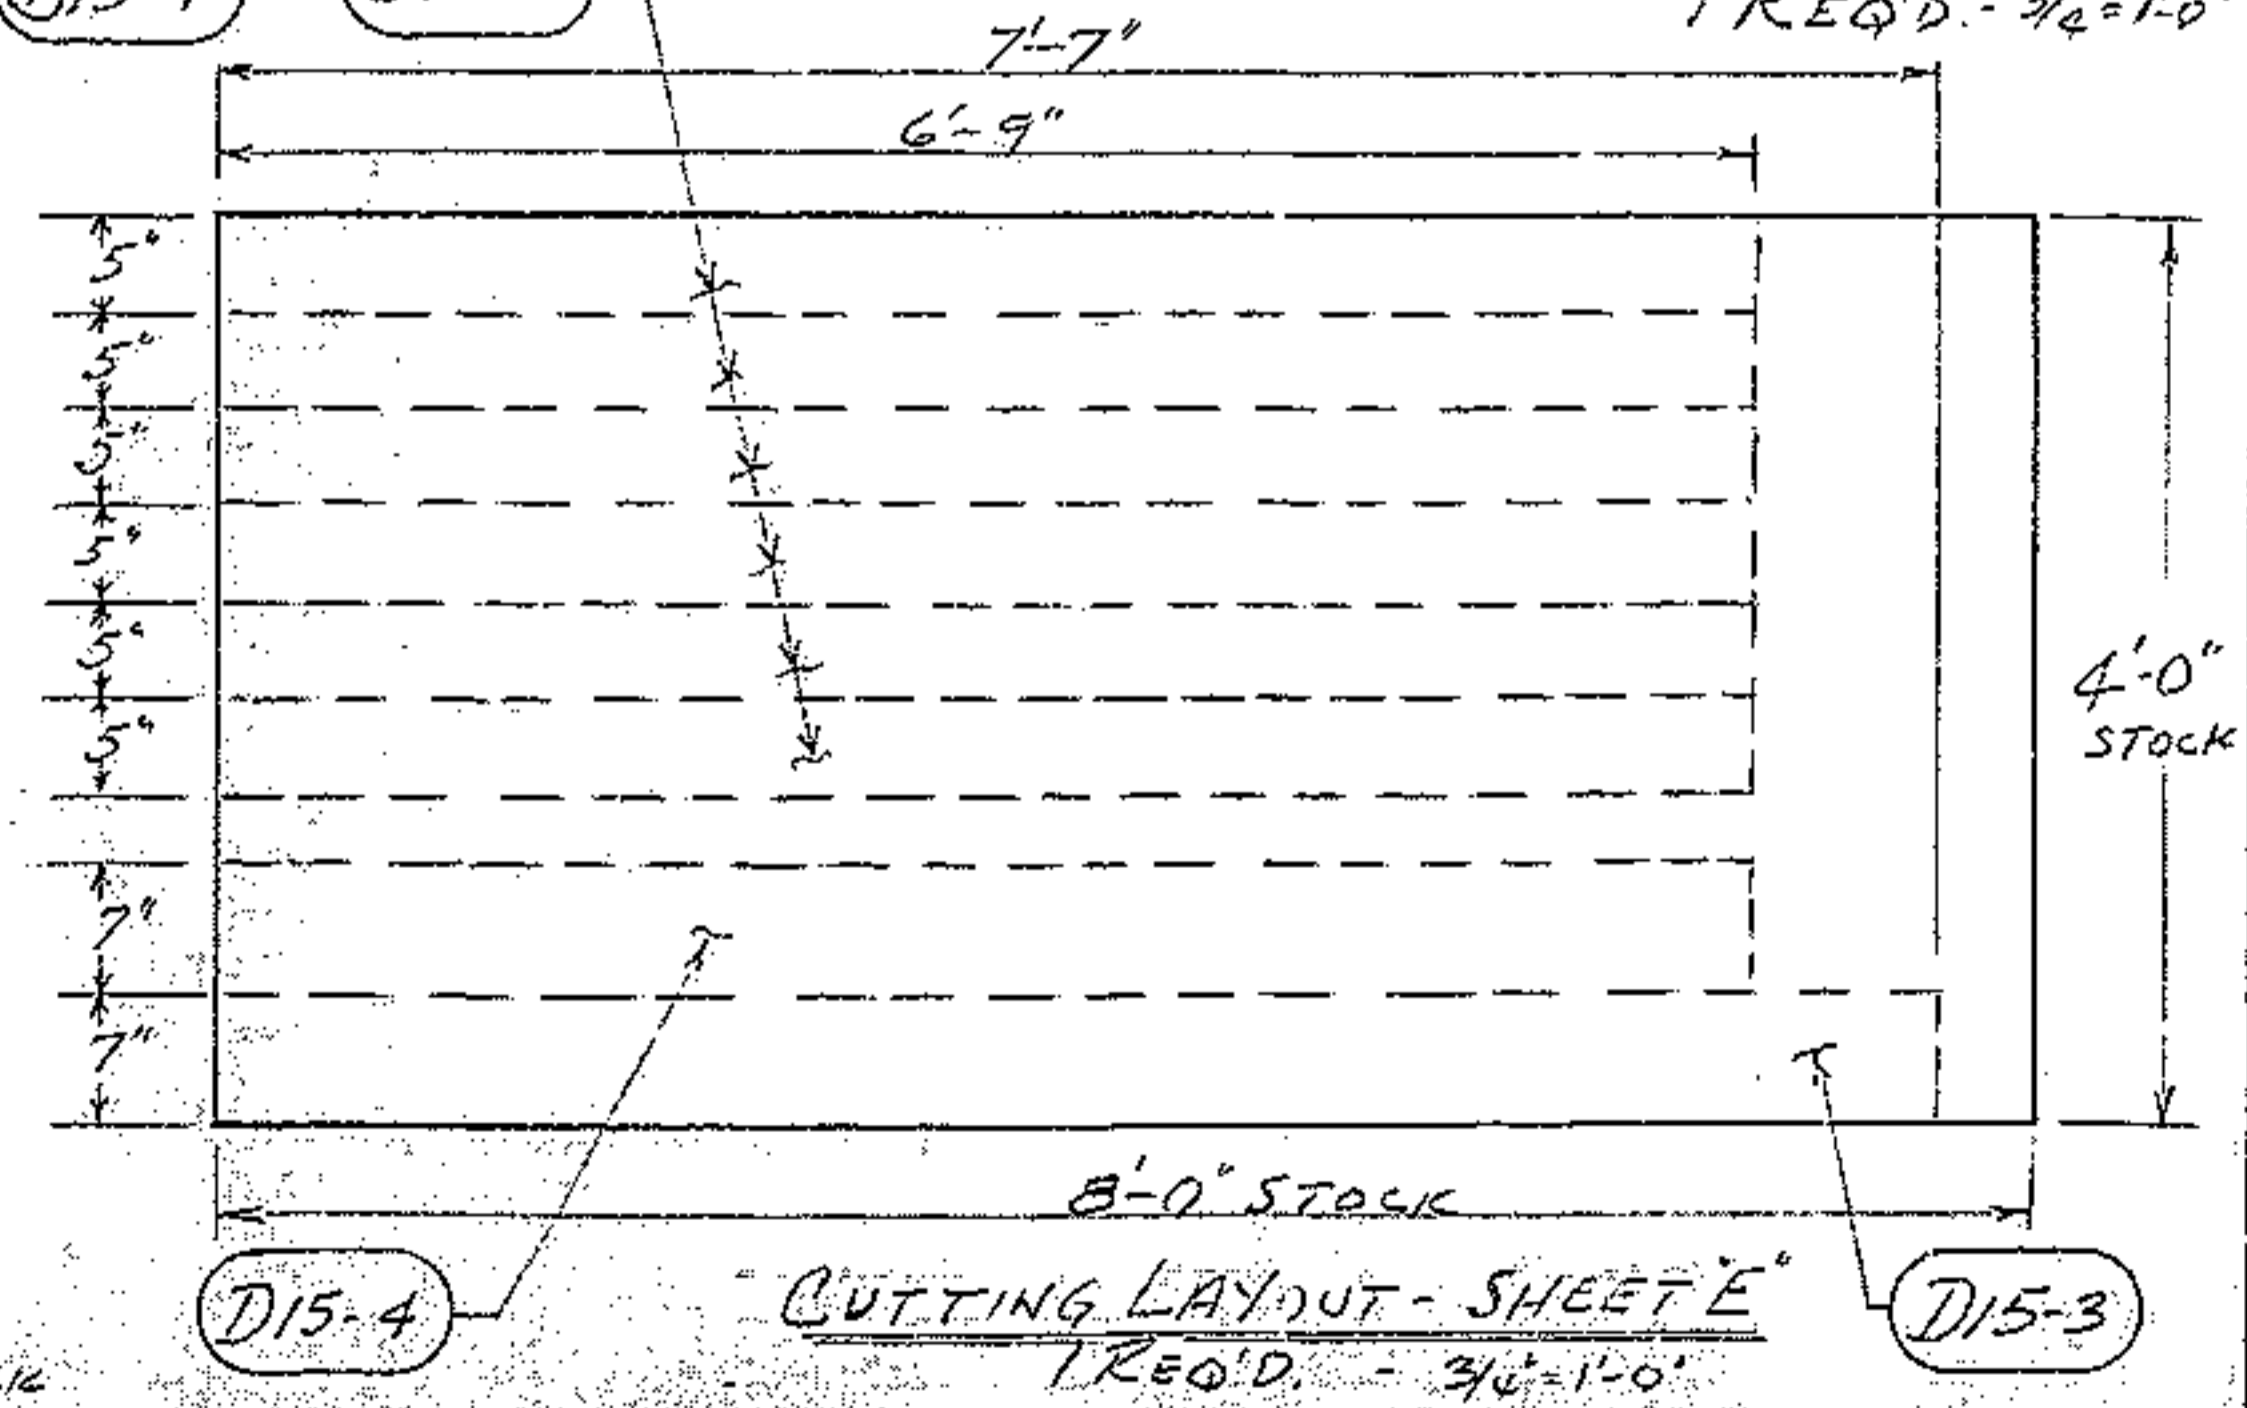 1 REQ'D. - 3/4" = 1'-0"
7'-7"
6'-9"
5"
5"
5"
5"
5"
5"
7"
7"
4'-0"
STOCK
8'-0" STOCK
D15-4
CUTTING LAYOUT - SHEET "E"
1 REQ'D. - 3/4" = 1'-0"
D15-3